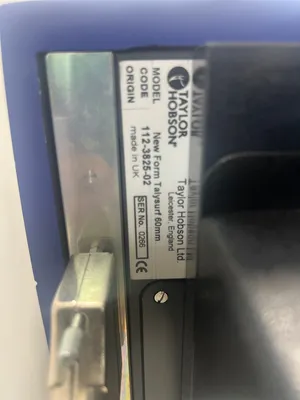 TAYLOR
HOBSON®
Taylor Hobson Ltd
Leicester, England
MODEL New Form Talysurf 60mm
CODE 112-3825-02
ORIGIN made in UK
SER No. 0266 CE